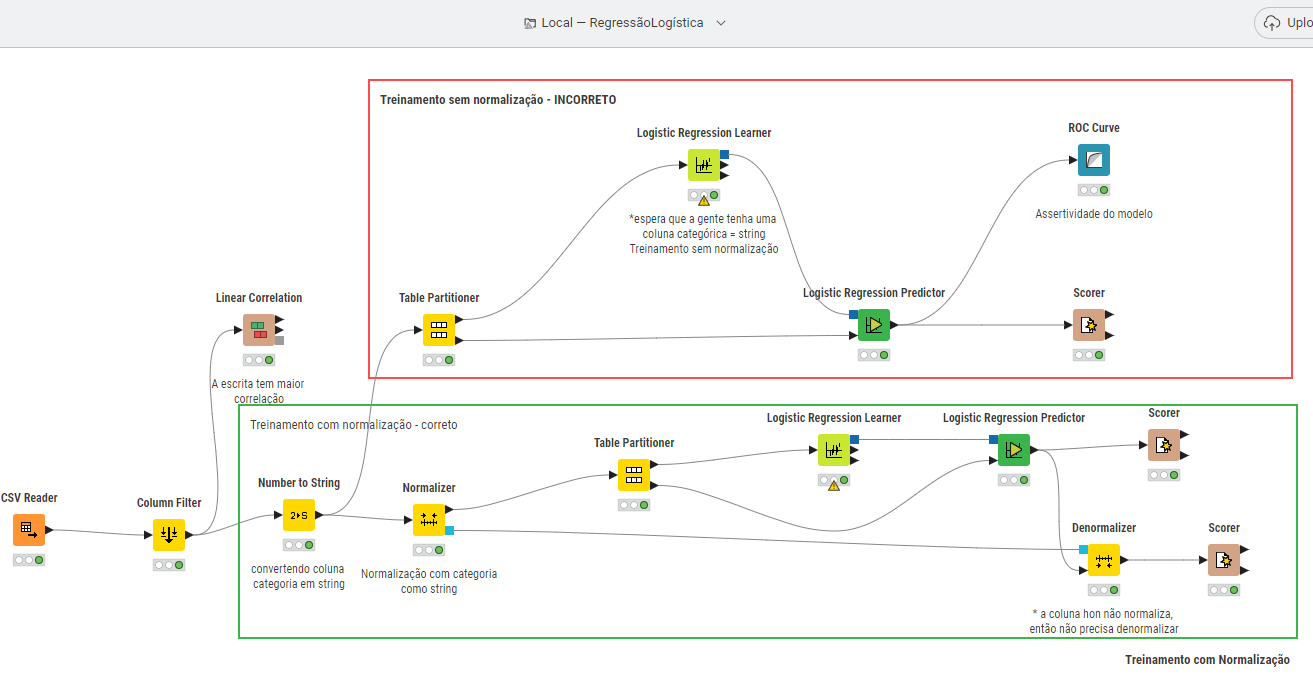 Local — RegressãoLogística
Uplo
Treinamento sem normalização - INCORRETO
Logistic Regression Learner
*espera que a gente tenha uma
coluna categórica = string
Treinamento sem normalização
ROC Curve
Assertividade do modelo
Linear Correlation
A escrita tem maior
correlação
Table Partitioner
Logistic Regression Predictor
Scorer
Treinamento com normalização - correto
CSV Reader
Column Filter
Number to String
2
S
convertendo coluna
categoria em string
Normalizer
Normalização com categoria
como string
Table Partitioner
Logistic Regression Learner
Logistic Regression Predictor
Scorer
Denormalizer
* a coluna hon não normaliza,
então não precisa denormalizar
Scorer
Treinamento com Normalização